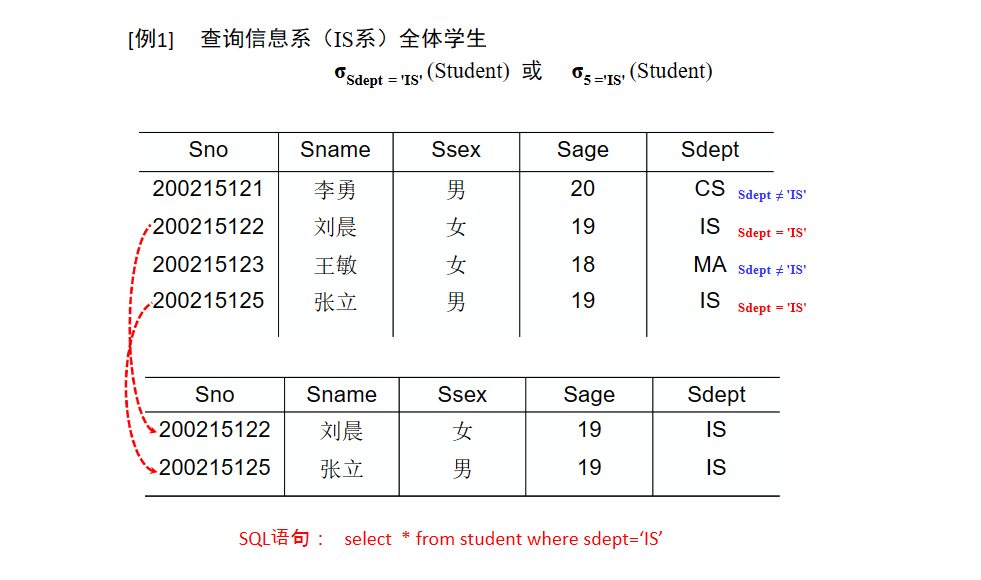 [例1] 查询信息系（IS系）全体学生
σSdept = 'IS' (Student) 或 σ5 ='IS' (Student)
Sno Sname Ssex Sage Sdept
200215121 李勇 男 20 CS Sdept ≠ 'IS'
200215122 刘晨 女 19 IS Sdept = 'IS'
200215123 王敏 女 18 MA Sdept ≠ 'IS'
200215125 张立 男 19 IS Sdept = 'IS'
Sno Sname Ssex Sage Sdept
200215122 刘晨 女 19 IS
200215125 张立 男 19 IS
SQL语句： select * from student where sdept=‘IS’